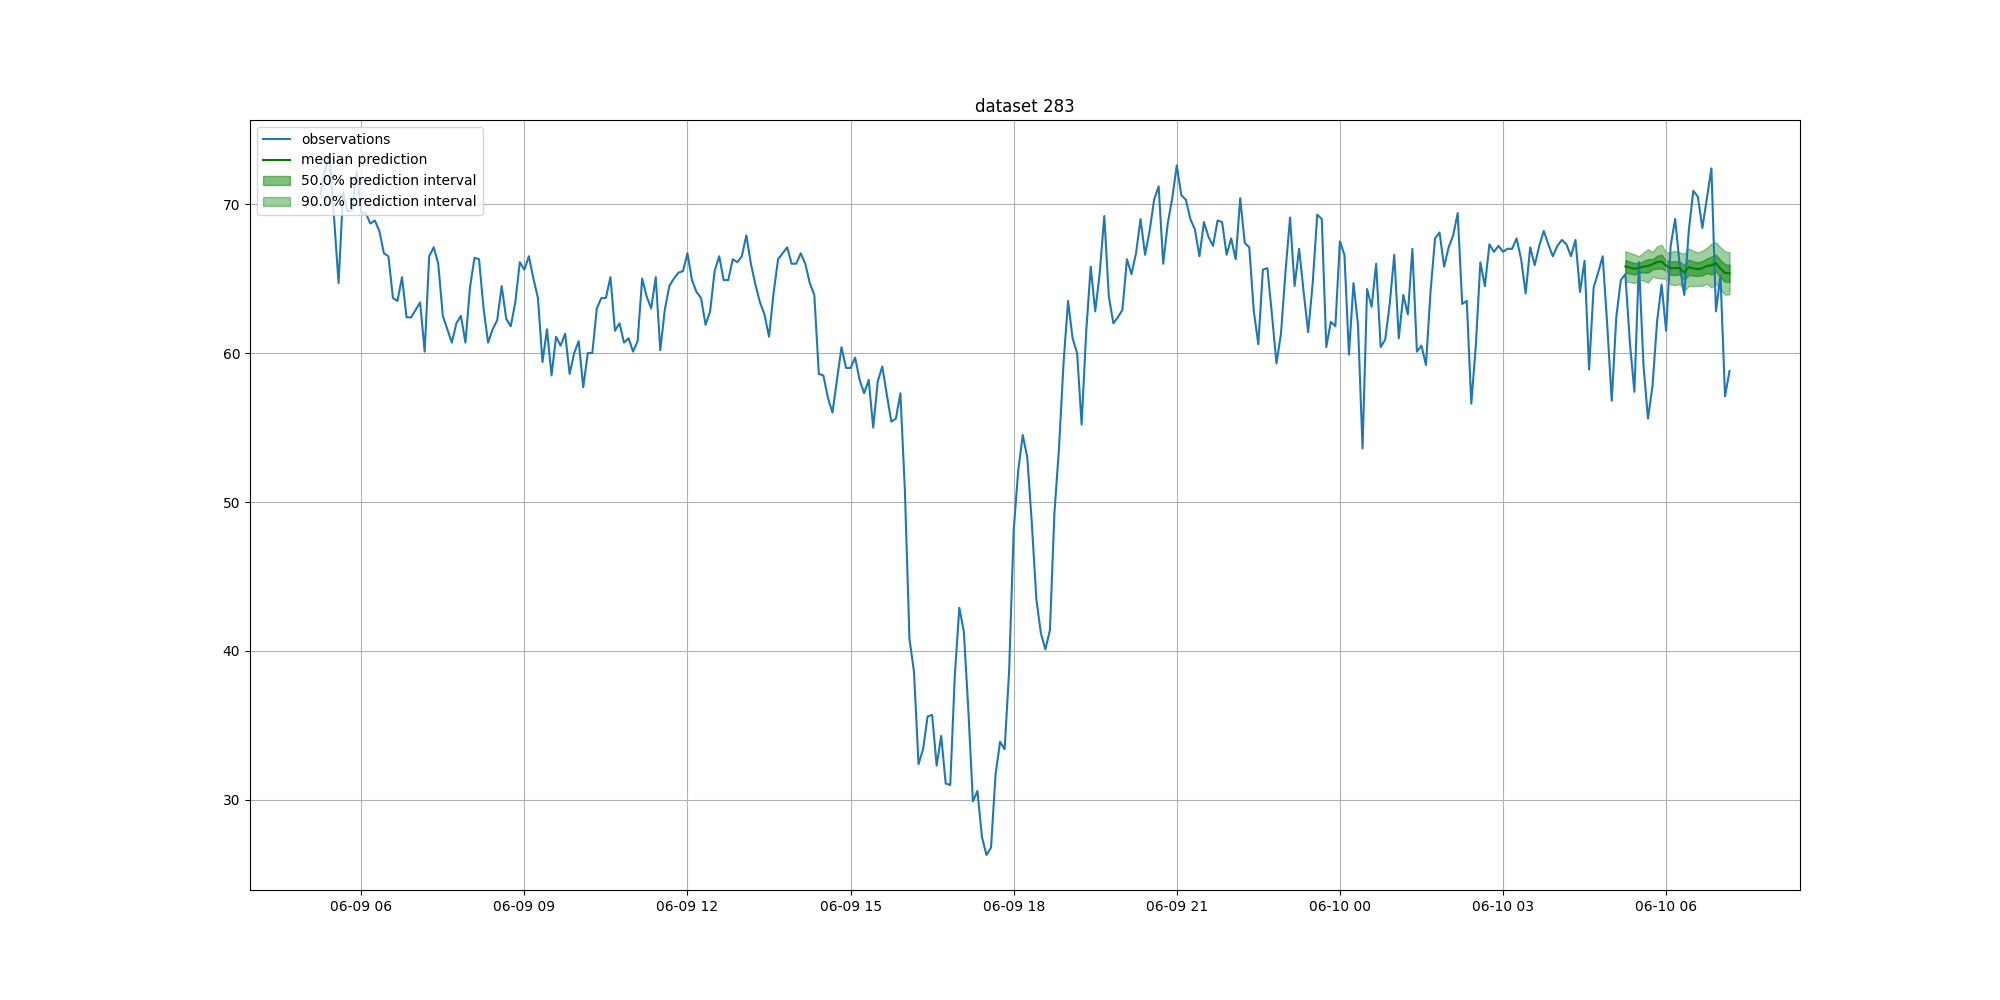 dataset 283
observations
median prediction
50.0% prediction interval
90.0% prediction interval
70
60
50
40
30
06-09 06
06-09 09
06-09 12
06-09 15
06-09 18
06-09 21
06-10 00
06-10 03
06-10 06